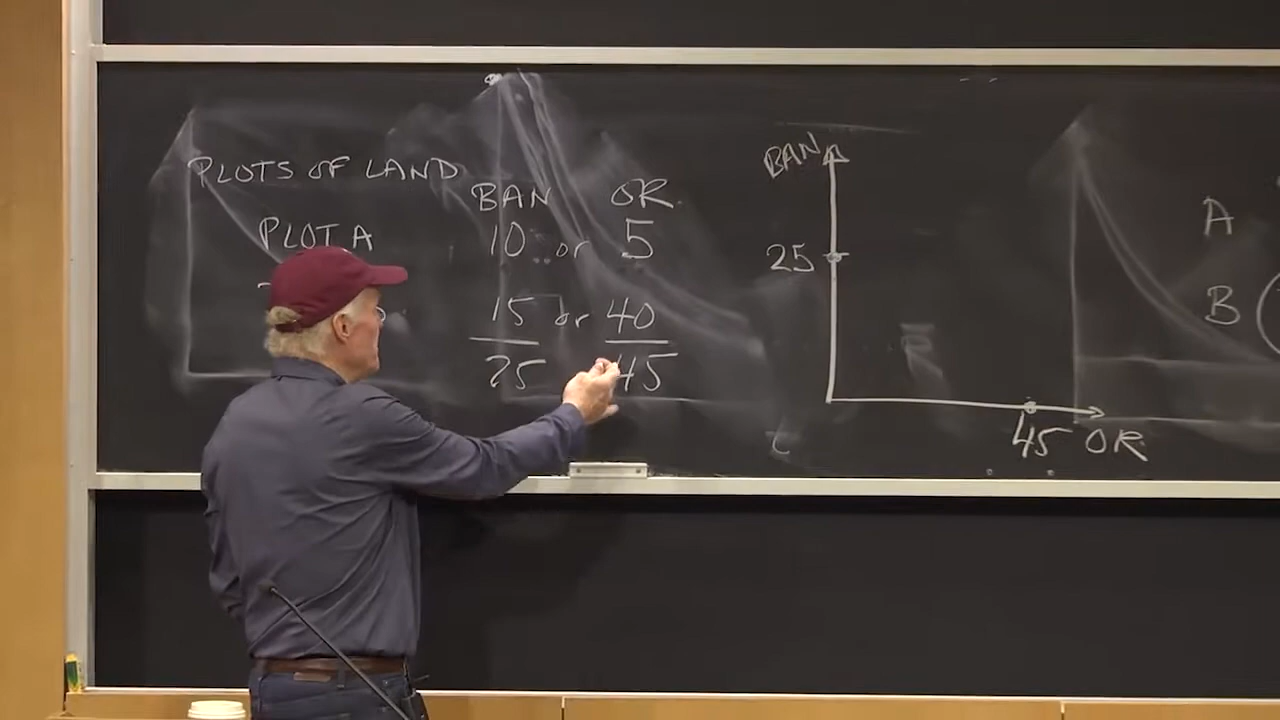 PLOTS OF LAND
BAN OR.
PLOT A 10 or 5
15 or 40
25 45
BAN
25
45 OR
A
B